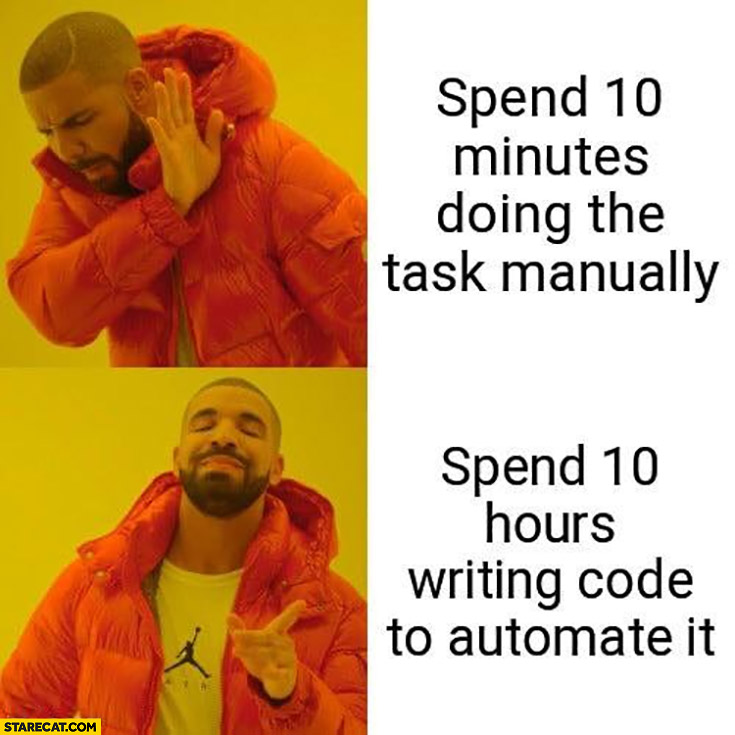 Spend 10
minutes
doing the
task manually
Spend 10
hours
writing code
to automate it
STARECAT.COM